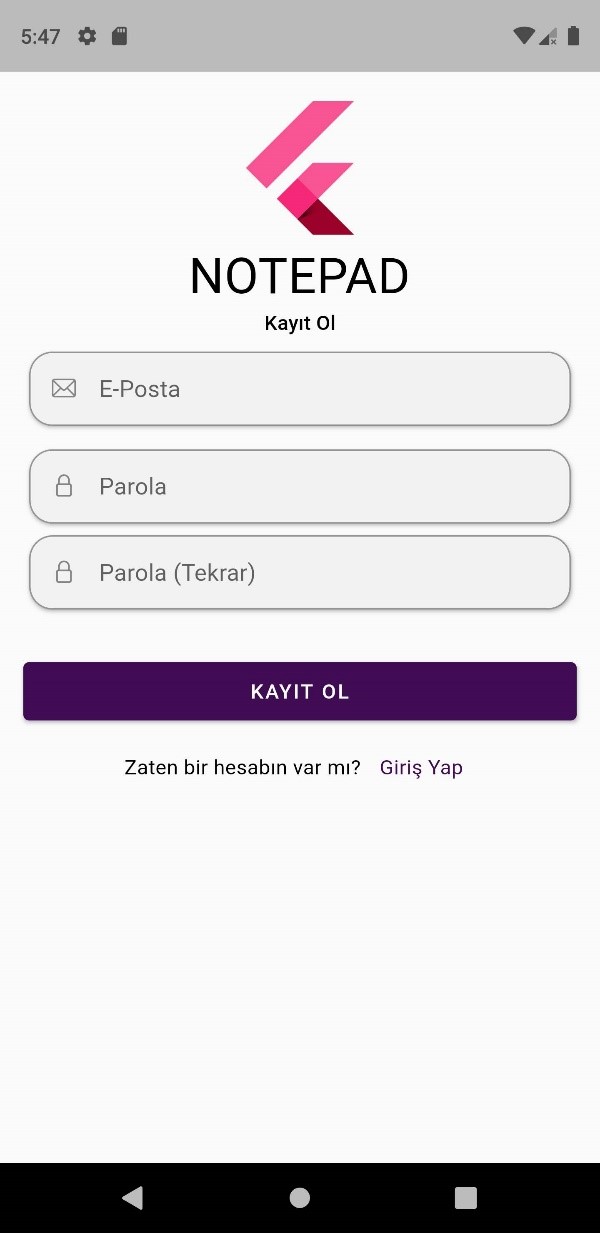 5:47
NOTEPAD
Kayıt Ol
E-Posta
Parola
Parola (Tekrar)
KAYIT OL
Zaten bir hesabın var mı? Giriş Yap